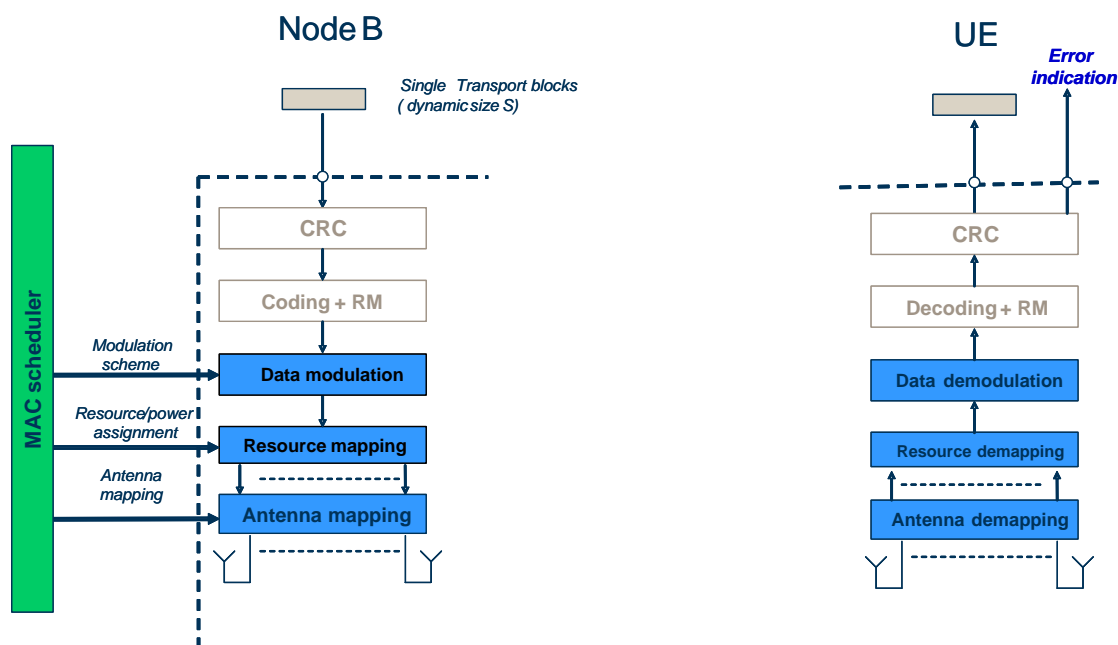 Node B
UE
Error
indication
Single Transport blocks
( dynamic size S)
MAC scheduler
CRC
CRC
Coding + RM
Decoding + RM
Modulation
scheme
Data modulation
Data demodulation
Resource/power
assignment
Resource mapping
Resource demapping
Antenna
mapping
Antenna mapping
Antenna demapping